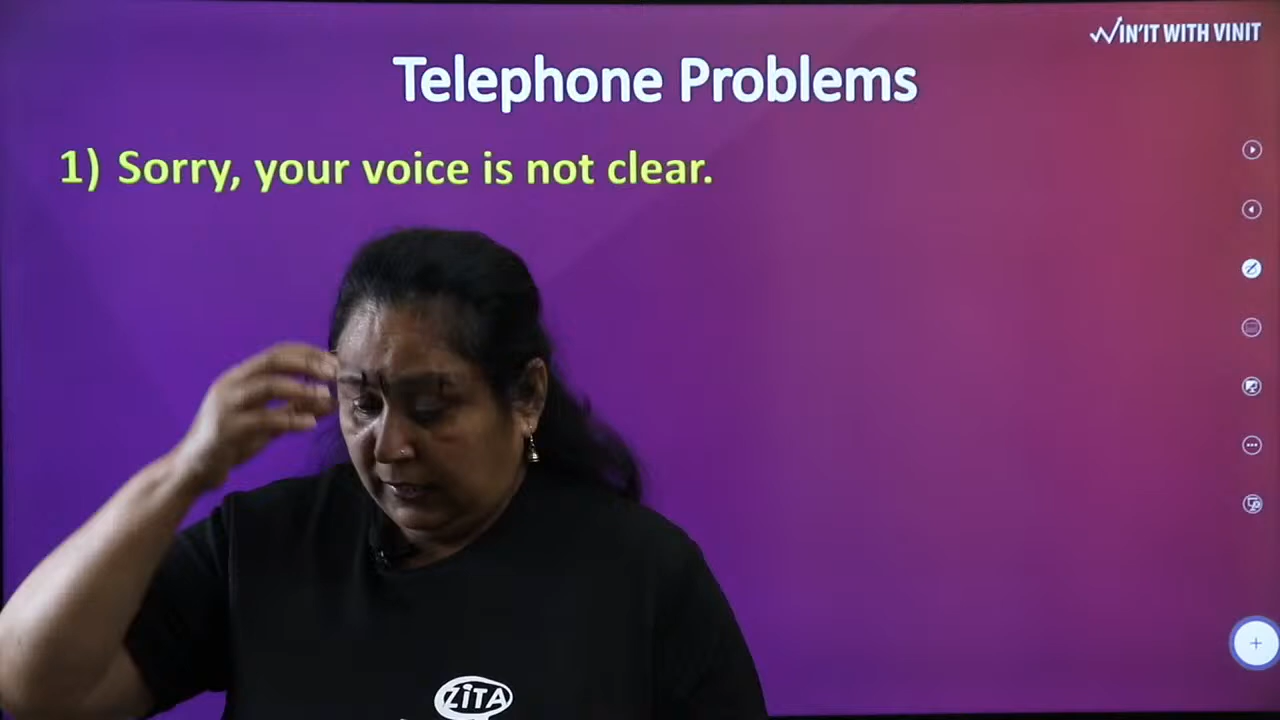 WIN'IT WITH VINIT
Telephone Problems
1) Sorry, your voice is not clear.
ZiTA